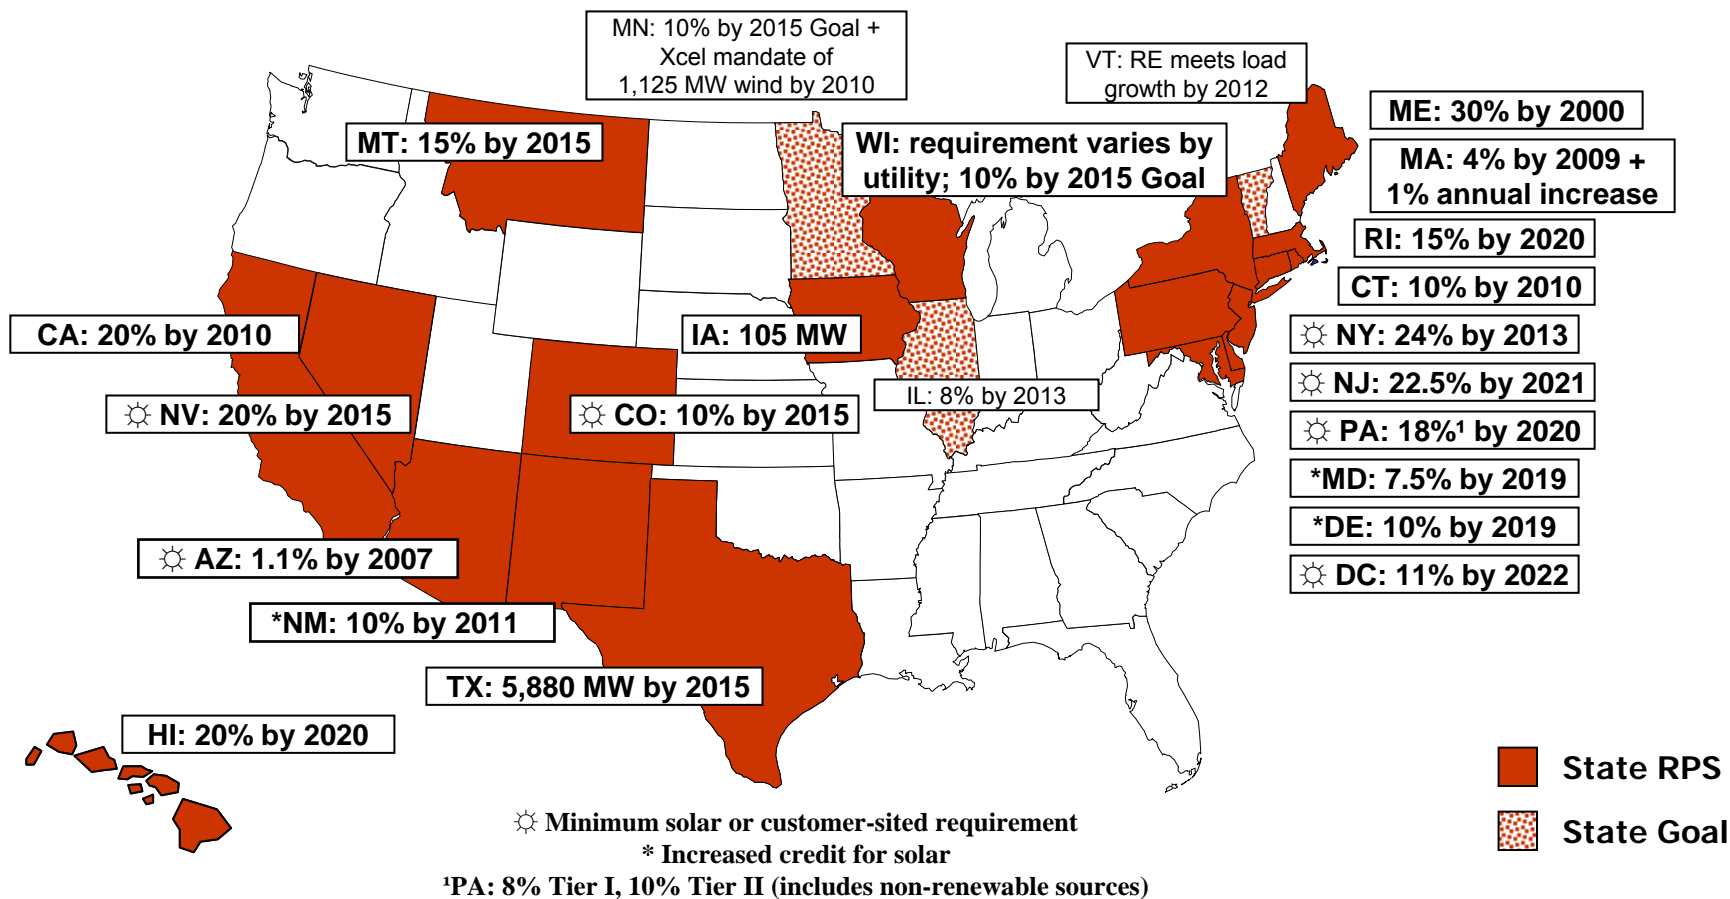 MN: 10% by 2015 Goal +
Xcel mandate of
1,125 MW wind by 2010
VT: RE meets load
growth by 2012
ME: 30% by 2000
MT: 15% by 2015
WI: requirement varies by
utility; 10% by 2015 Goal
MA: 4% by 2009 +
1% annual increase
RI: 15% by 2020
CT: 10% by 2010
CA: 20% by 2010
IA: 105 MW
☼ NY: 24% by 2013
☼ NJ: 22.5% by 2021
☼ NV: 20% by 2015
☼ CO: 10% by 2015
IL: 8% by 2013
☼ PA: 18%¹ by 2020
*MD: 7.5% by 2019
*DE: 10% by 2019
☼ AZ: 1.1% by 2007
☼ DC: 11% by 2022
*NM: 10% by 2011
TX: 5,880 MW by 2015
HI: 20% by 2020
State RPS
State Goal
☼ Minimum solar or customer-sited requirement
* Increased credit for solar
¹PA: 8% Tier I, 10% Tier II (includes non-renewable sources)